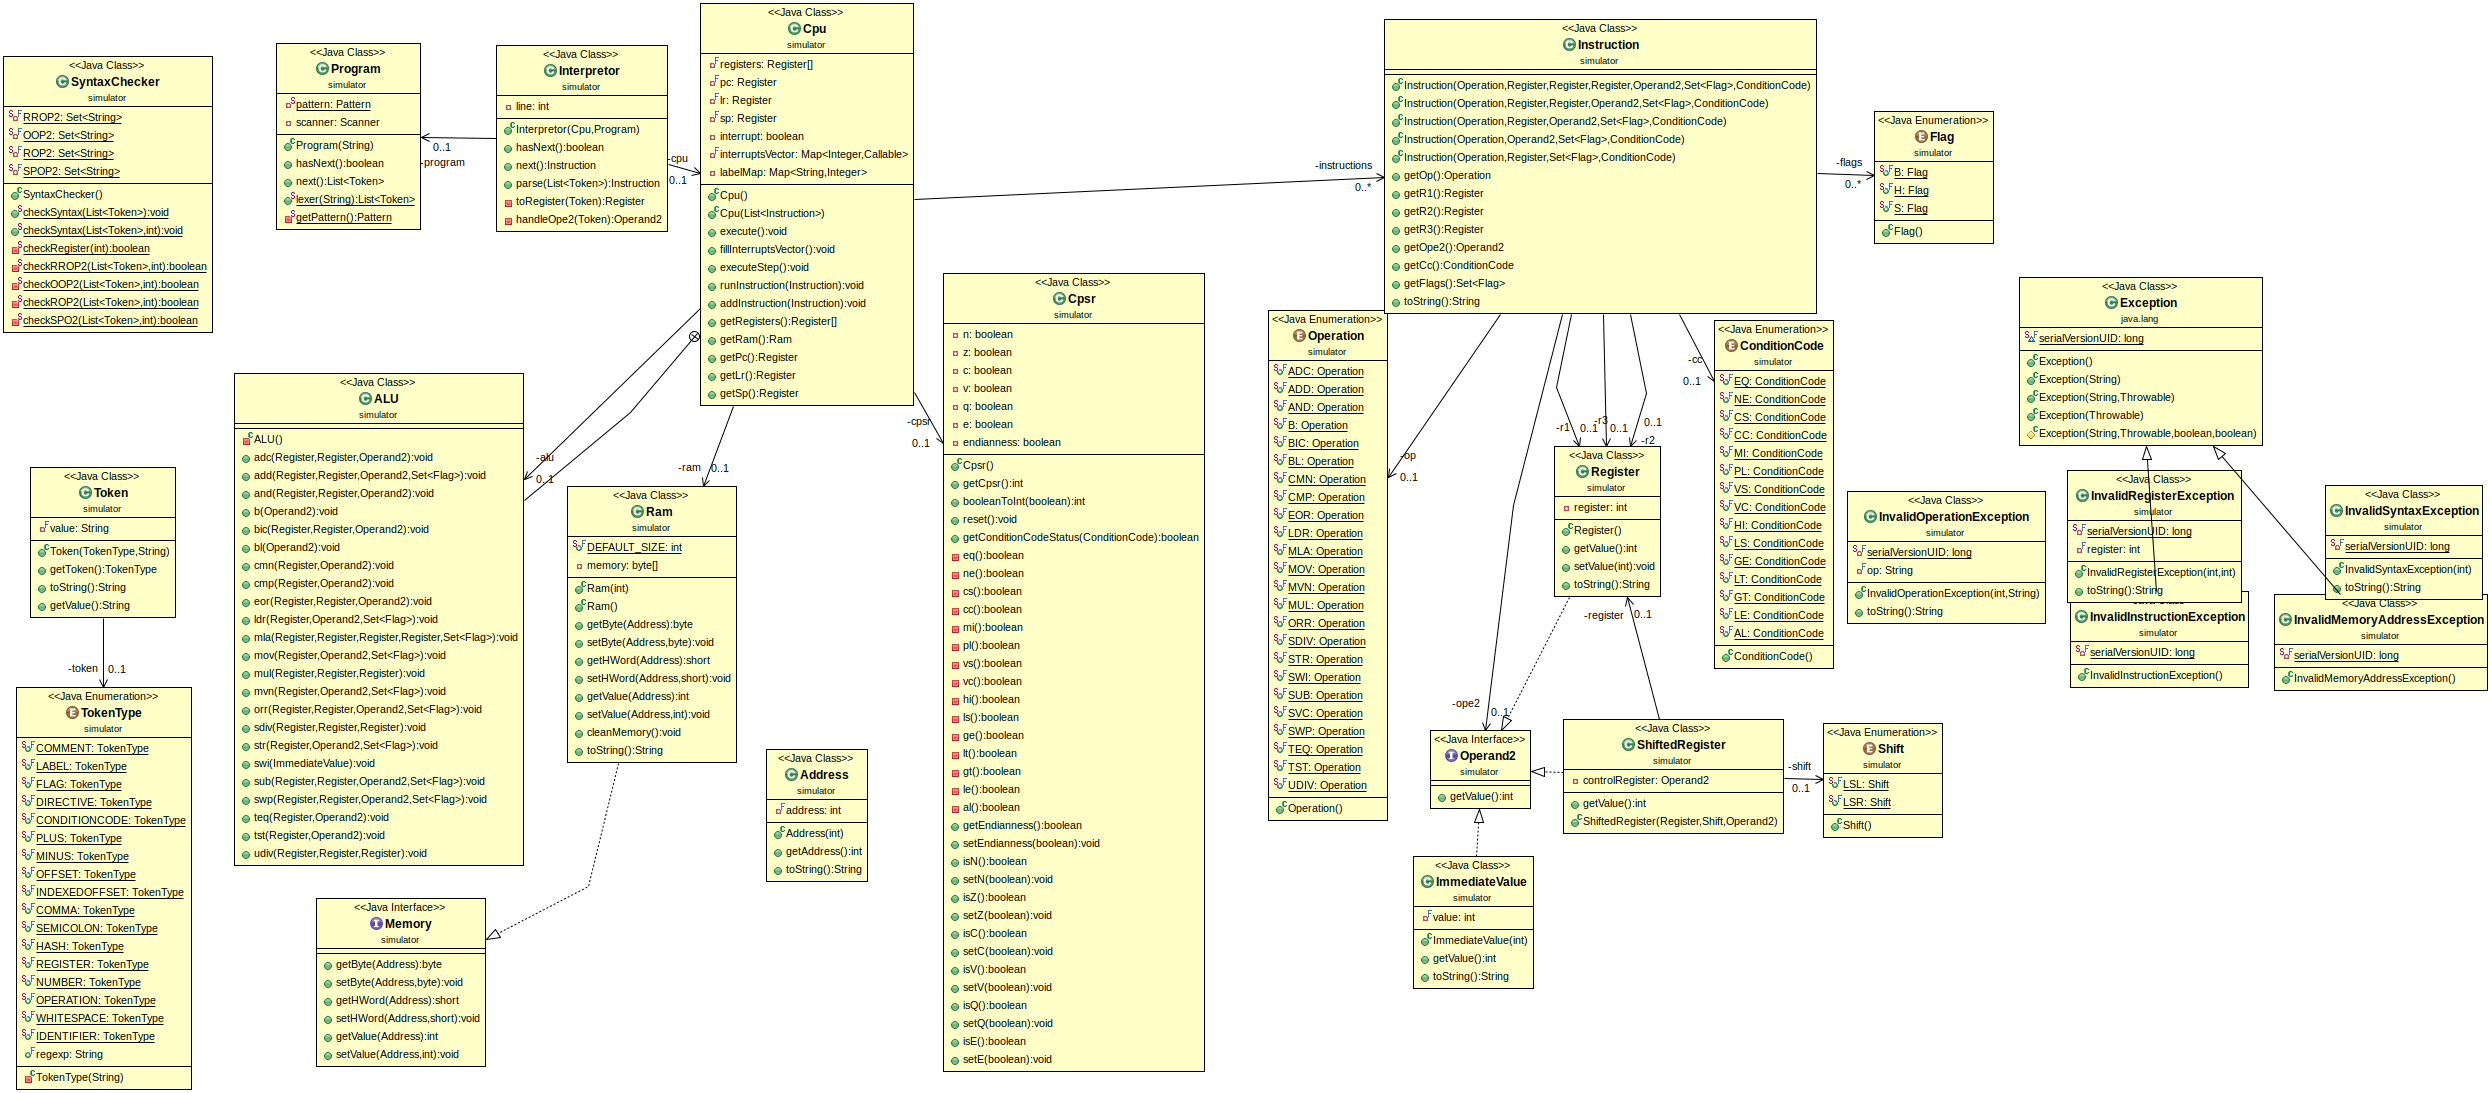 <<Java Class>>
SyntaxChecker
simulator
RROP2: Set<String>
OOP2: Set<String>
ROP2: Set<String>
SPOP2: Set<String>
SyntaxChecker()
checkSyntax(List<Token>):void
checkSyntax(List<Token>,int):void
checkRegister(int):boolean
checkRROP2(List<Token>,int):boolean
checkOOP2(List<Token>,int):boolean
checkROP2(List<Token>,int):boolean
checkSPO2(List<Token>,int):boolean
<<Java Class>>
Program
simulator
pattern: Pattern
scanner: Scanner
Program(String)
hasNext():boolean
next():List<Token>
lexer(String):List<Token>
getPattern():Pattern
0..1
-program
<<Java Class>>
Interpretor
simulator
line: int
Interpretor(Cpu,Program)
hasNext():boolean
next():Instruction
parse(List<Token>):Instruction
toRegister(Token):Register
handleOpe2(Token):Operand2
-cpu
0..1
<<Java Class>>
Cpu
simulator
registers: Register[]
pc: Register
lr: Register
sp: Register
interrupt: boolean
interruptsVector: Map<Integer,Callable>
labelMap: Map<String,Integer>
Cpu()
Cpu(List<Instruction>)
execute():void
fillInterruptsVector():void
executeStep():void
runInstruction(Instruction):void
addInstruction(Instruction):void
getRegisters():Register[]
getRam():Ram
getPc():Register
getLr():Register
getSp():Register
-instructions
0..*
<<Java Class>>
Instruction
simulator
Instruction(Operation,Register,Register,Register,Operand2,Set<Flag>,ConditionCode)
Instruction(Operation,Register,Register,Operand2,Set<Flag>,ConditionCode)
Instruction(Operation,Register,Operand2,Set<Flag>,ConditionCode)
Instruction(Operation,Operand2,Set<Flag>,ConditionCode)
Instruction(Operation,Register,Set<Flag>,ConditionCode)
getOp():Operation
getR1():Register
getR2():Register
getR3():Register
getOpe2():Operand2
getCc():ConditionCode
getFlags():Set<Flag>
toString():String
-flags
0..*
<<Java Enumeration>>
Flag
simulator
B: Flag
H: Flag
S: Flag
Flag()
<<Java Class>>
Exception
java.lang
serialVersionUID: long
Exception()
Exception(String)
Exception(String,Throwable)
Exception(Throwable)
Exception(String,Throwable,boolean,boolean)
<<Java Class>>
ALU
simulator
ALU()
adc(Register,Register,Operand2):void
add(Register,Register,Operand2,Set<Flag>):void
and(Register,Register,Operand2):void
b(Operand2):void
bic(Register,Register,Operand2):void
bl(Operand2):void
cmn(Register,Operand2):void
cmp(Register,Operand2):void
eor(Register,Register,Operand2):void
ldr(Register,Operand2,Set<Flag>):void
mla(Register,Register,Register,Register,Set<Flag>):void
mov(Register,Operand2,Set<Flag>):void
mul(Register,Register,Register):void
mvn(Register,Operand2,Set<Flag>):void
orr(Register,Register,Operand2,Set<Flag>):void
sdiv(Register,Register,Register):void
str(Register,Operand2,Set<Flag>):void
swi(ImmediateValue):void
sub(Register,Register,Operand2,Set<Flag>):void
swp(Register,Register,Operand2,Set<Flag>):void
teq(Register,Operand2):void
tst(Register,Operand2):void
udiv(Register,Register,Register):void
-alu
0..1
-ram
0..1
-cpsr
0..1
<<Java Class>>
Ram
simulator
DEFAULT_SIZE: int
memory: byte[]
Ram(int)
Ram()
getByte(Address):byte
setByte(Address,byte):void
getHWord(Address):short
setHWord(Address,short):void
getValue(Address):int
setValue(Address,int):void
cleanMemory():void
toString():String
<<Java Class>>
Cpsr
simulator
n: boolean
z: boolean
c: boolean
v: boolean
q: boolean
e: boolean
endianness: boolean
Cpsr()
getCpsr():int
booleanToInt(boolean):int
reset():void
getConditionCodeStatus(ConditionCode):boolean
eq():boolean
ne():boolean
cs():boolean
cc():boolean
mi():boolean
pl():boolean
vs():boolean
vc():boolean
hi():boolean
ls():boolean
ge():boolean
lt():boolean
gt():boolean
le():boolean
al():boolean
getEndianness():boolean
setEndianness(boolean):void
isN():boolean
setN(boolean):void
isZ():boolean
setZ(boolean):void
isC():boolean
setC(boolean):void
isV():boolean
setV(boolean):void
isQ():boolean
setQ(boolean):void
isE():boolean
setE(boolean):void
<<Java Class>>
Token
simulator
value: String
Token(TokenType,String)
getToken():TokenType
toString():String
getValue():String
-token
0..1
<<Java Enumeration>>
TokenType
simulator
COMMENT: TokenType
LABEL: TokenType
FLAG: TokenType
DIRECTIVE: TokenType
CONDITIONCODE: TokenType
PLUS: TokenType
MINUS: TokenType
OFFSET: TokenType
INDEXEDOFFSET: TokenType
COMMA: TokenType
SEMICOLON: TokenType
HASH: TokenType
REGISTER: TokenType
NUMBER: TokenType
OPERATION: TokenType
WHITESPACE: TokenType
IDENTIFIER: TokenType
regexp: String
TokenType(String)
<<Java Interface>>
Memory
simulator
getByte(Address):byte
setByte(Address,byte):void
getHWord(Address):short
setHWord(Address,short):void
getValue(Address):int
setValue(Address,int):void
<<Java Class>>
Address
simulator
address: int
Address(int)
getAddress():int
toString():String
<<Java Enumeration>>
Operation
simulator
ADC: Operation
ADD: Operation
AND: Operation
B: Operation
BIC: Operation
BL: Operation
CMN: Operation
CMP: Operation
EOR: Operation
LDR: Operation
MLA: Operation
MOV: Operation
MVN: Operation
MUL: Operation
ORR: Operation
SDIV: Operation
STR: Operation
SWI: Operation
SUB: Operation
SVC: Operation
SWP: Operation
TEQ: Operation
TST: Operation
UDIV: Operation
Operation()
-op
0..1
-r1
0..1
-r3
0..1
0..1
-r2
-cc
0..1
<<Java Class>>
Register
simulator
register: int
Register()
getValue():int
setValue(int):void
toString():String
-register
0..1
-ope2
0..1
<<Java Enumeration>>
ConditionCode
simulator
EQ: ConditionCode
NE: ConditionCode
CS: ConditionCode
CC: ConditionCode
MI: ConditionCode
PL: ConditionCode
VS: ConditionCode
VC: ConditionCode
HI: ConditionCode
LS: ConditionCode
GE: ConditionCode
LT: ConditionCode
GT: ConditionCode
LE: ConditionCode
AL: ConditionCode
ConditionCode()
<<Java Interface>>
Operand2
simulator
getValue():int
<<Java Class>>
ShiftedRegister
simulator
controlRegister: Operand2
getValue():int
ShiftedRegister(Register,Shift,Operand2)
-shift
0..1
<<Java Enumeration>>
Shift
simulator
LSL: Shift
LSR: Shift
Shift()
<<Java Class>>
ImmediateValue
simulator
value: int
ImmediateValue(int)
getValue():int
toString():String
<<Java Class>>
InvalidOperationException
simulator
serialVersionUID: long
op: String
InvalidOperationException(int,String)
toString():String
<<Java Class>>
InvalidRegisterException
simulator
serialVersionUID: long
register: int
InvalidRegisterException(int,int)
toString():String
InvalidInstructionException
simulator
serialVersionUID: long
InvalidInstructionException()
<<Java Class>>
InvalidSyntaxException
simulator
serialVersionUID: long
InvalidSyntaxException(int)
toString():String
<<Java Class>>
InvalidMemoryAddressException
simulator
serialVersionUID: long
InvalidMemoryAddressException()